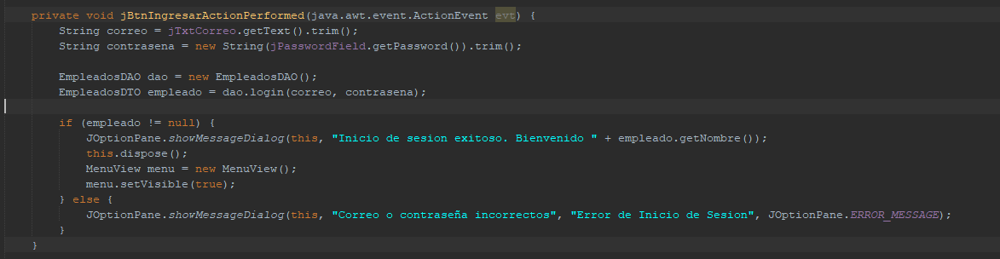 private void jBtnIngresarActionPerformed(java.awt.event.ActionEvent evt) {
    String correo = jTxtCorreo.getText().trim();
    String contrasena = new String(jPasswordField.getPassword()).trim();

    EmpleadosDAO dao = new EmpleadosDAO();
    EmpleadosDTO empleado = dao.login(correo, contrasena);

    if (empleado != null) {
        JOptionPane.showMessageDialog(this, "Inicio de sesion exitoso. Bienvenido " + empleado.getNombre());
        this.dispose();
        MenuView menu = new MenuView();
        menu.setVisible(true);
    } else {
        JOptionPane.showMessageDialog(this, "Correo o contraseña incorrectos", "Error de Inicio de Sesion", JOptionPane.ERROR_MESSAGE);
    }
}